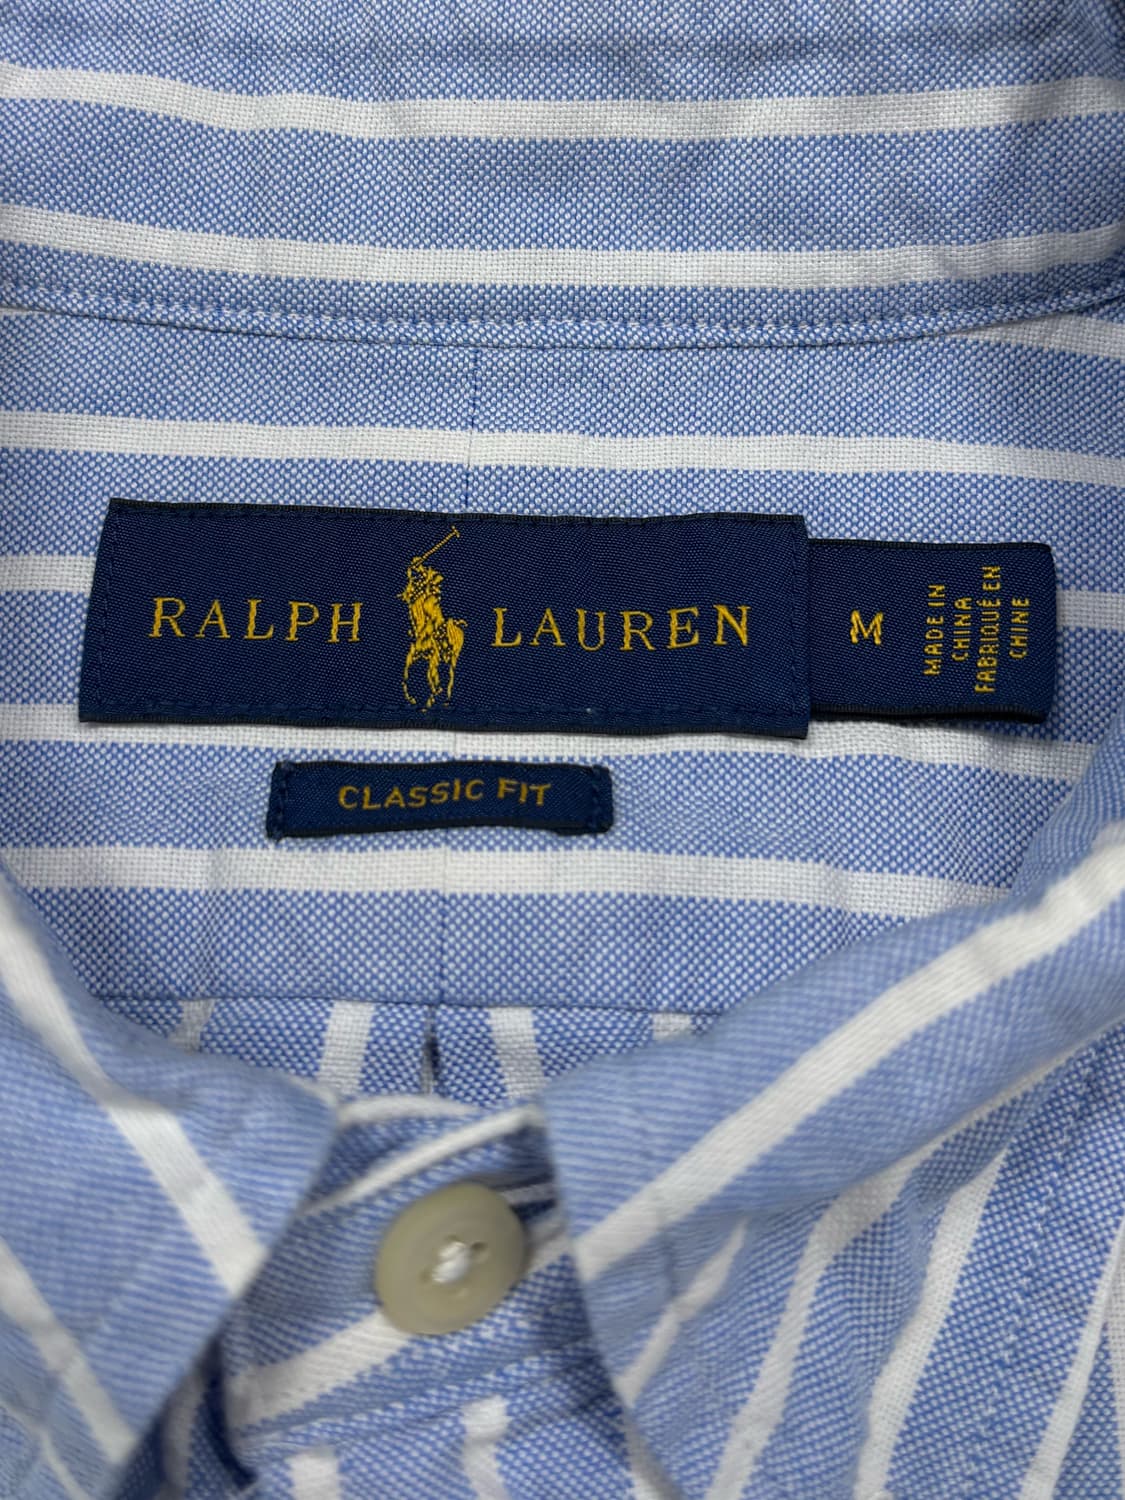 RALPH LAUREN
M
MADE IN
CHINA
FABRIQUÉ EN
CHINE
CLASSIC FIT